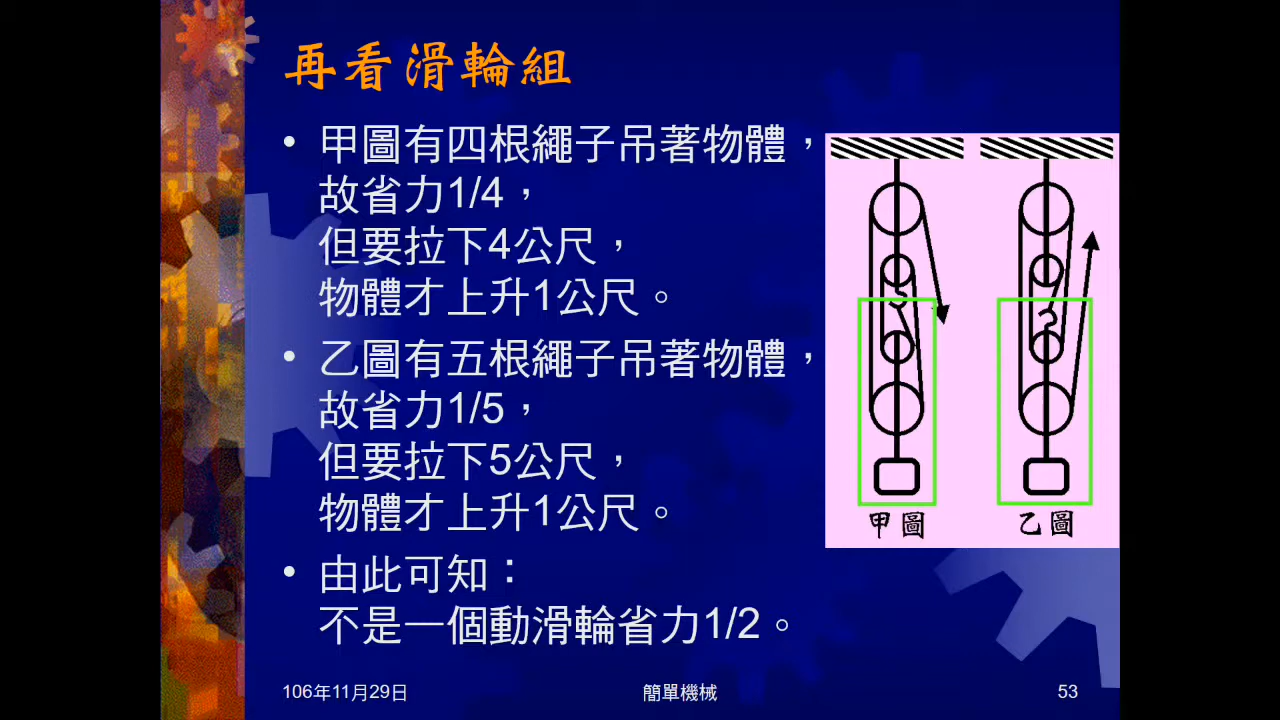 再看滑輪組
• 甲圖有四根繩子吊著物體，
故省力1/4，
但要拉下4公尺，
物體才上升1公尺。
• 乙圖有五根繩子吊著物體，
故省力1/5，
但要拉下5公尺，
物體才上升1公尺。
• 由此可知：
不是一個動滑輪省力1/2。
甲圖
乙圖
106年11月29日
簡單機械
53